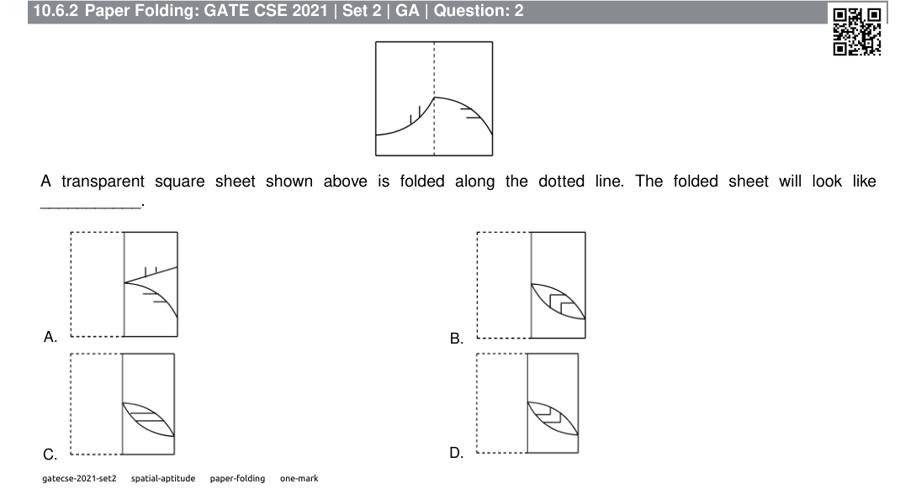 10.6.2 Paper Folding: GATE CSE 2021 | Set 2 | GA | Question: 2
A transparent square sheet shown above is folded along the dotted line. The folded sheet will look like
____________.
A.
B.
C.
D.
gatecse-2021-set2 spatial-aptitude paper-folding one-mark